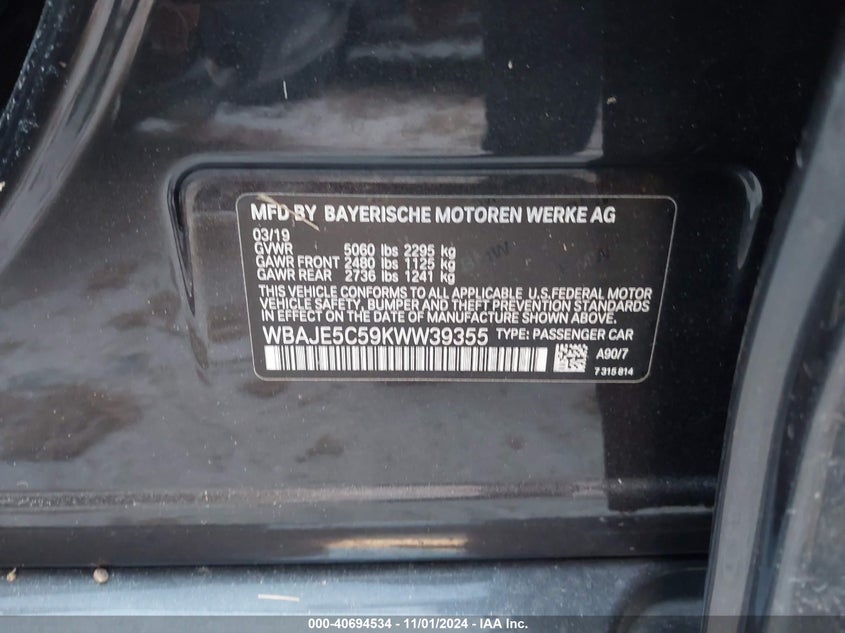 MFD BY BAYERISCHE MOTOREN WERKE AG
03/19
GVWR 5060 lbs 2295 kg
GAWR FRONT 2480 lbs 1125 kg
GAWR REAR 2736 lbs 1241 kg
THIS VEHICLE CONFORMS TO ALL APPLICABLE U.S.FEDERAL MOTOR
VEHICLE SAFETY, BUMPER AND THEFT PREVENTION STANDARDS
IN EFFECT ON THE DATE OF MANUFACTURE SHOWN ABOVE.
WBAJE5C59KWW39355 TYPE: PASSENGER CAR
A90/7
7 315 814
000-40694534 - 11/01/2024 - IAA Inc.